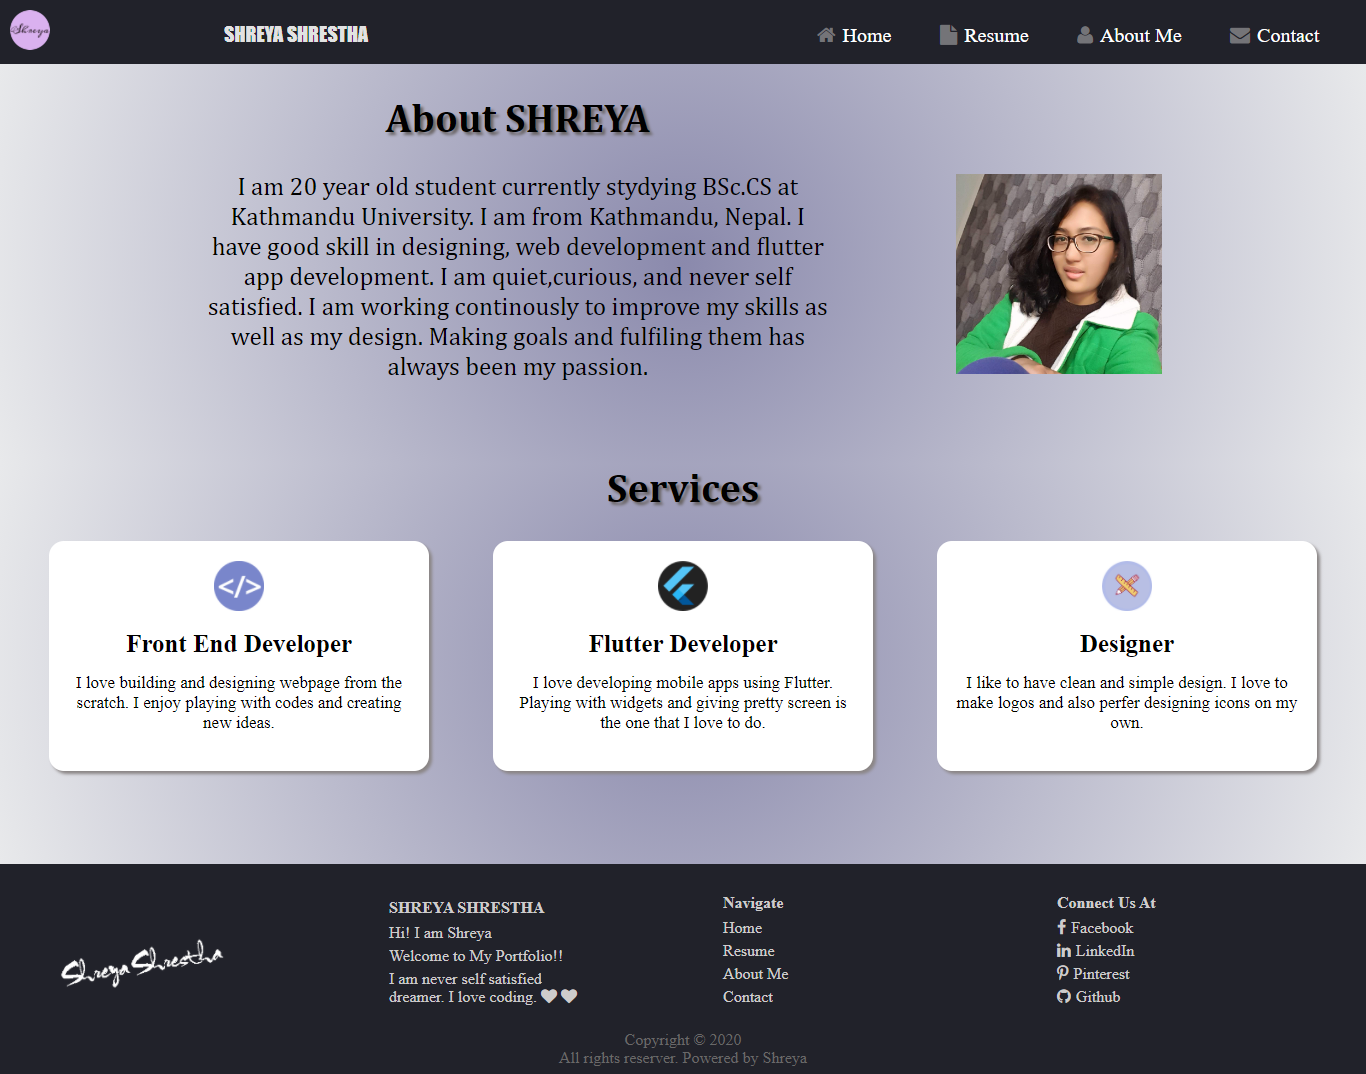 Shreya
SHREYA SHRESTHA
Home
Resume
About Me
Contact
About SHREYA
I am 20 year old student currently stydying BSc.CS at
Kathmandu University. I am from Kathmandu, Nepal. I
have good skill in designing, web development and flutter
app development. I am quiet,curious, and never self
satisfied. I am working continously to improve my skills as
well as my design. Making goals and fulfiling them has
always been my passion.
Services
</>
Front End Developer
I love building and designing webpage from the
scratch. I enjoy playing with codes and creating
new ideas.
Flutter Developer
I love developing mobile apps using Flutter.
Playing with widgets and giving pretty screen is
the one that I love to do.
Designer
I like to have clean and simple design. I love to
make logos and also perfer designing icons on my
own.
Shreya Shrestha
SHREYA SHRESTHA
Hi! I am Shreya
Welcome to My Portfolio!!
I am never self satisfied
dreamer. I love coding.
Navigate
Home
Resume
About Me
Contact
Connect Us At
Facebook
LinkedIn
Pinterest
Github
Copyright © 2020
All rights reserver. Powered by Shreya